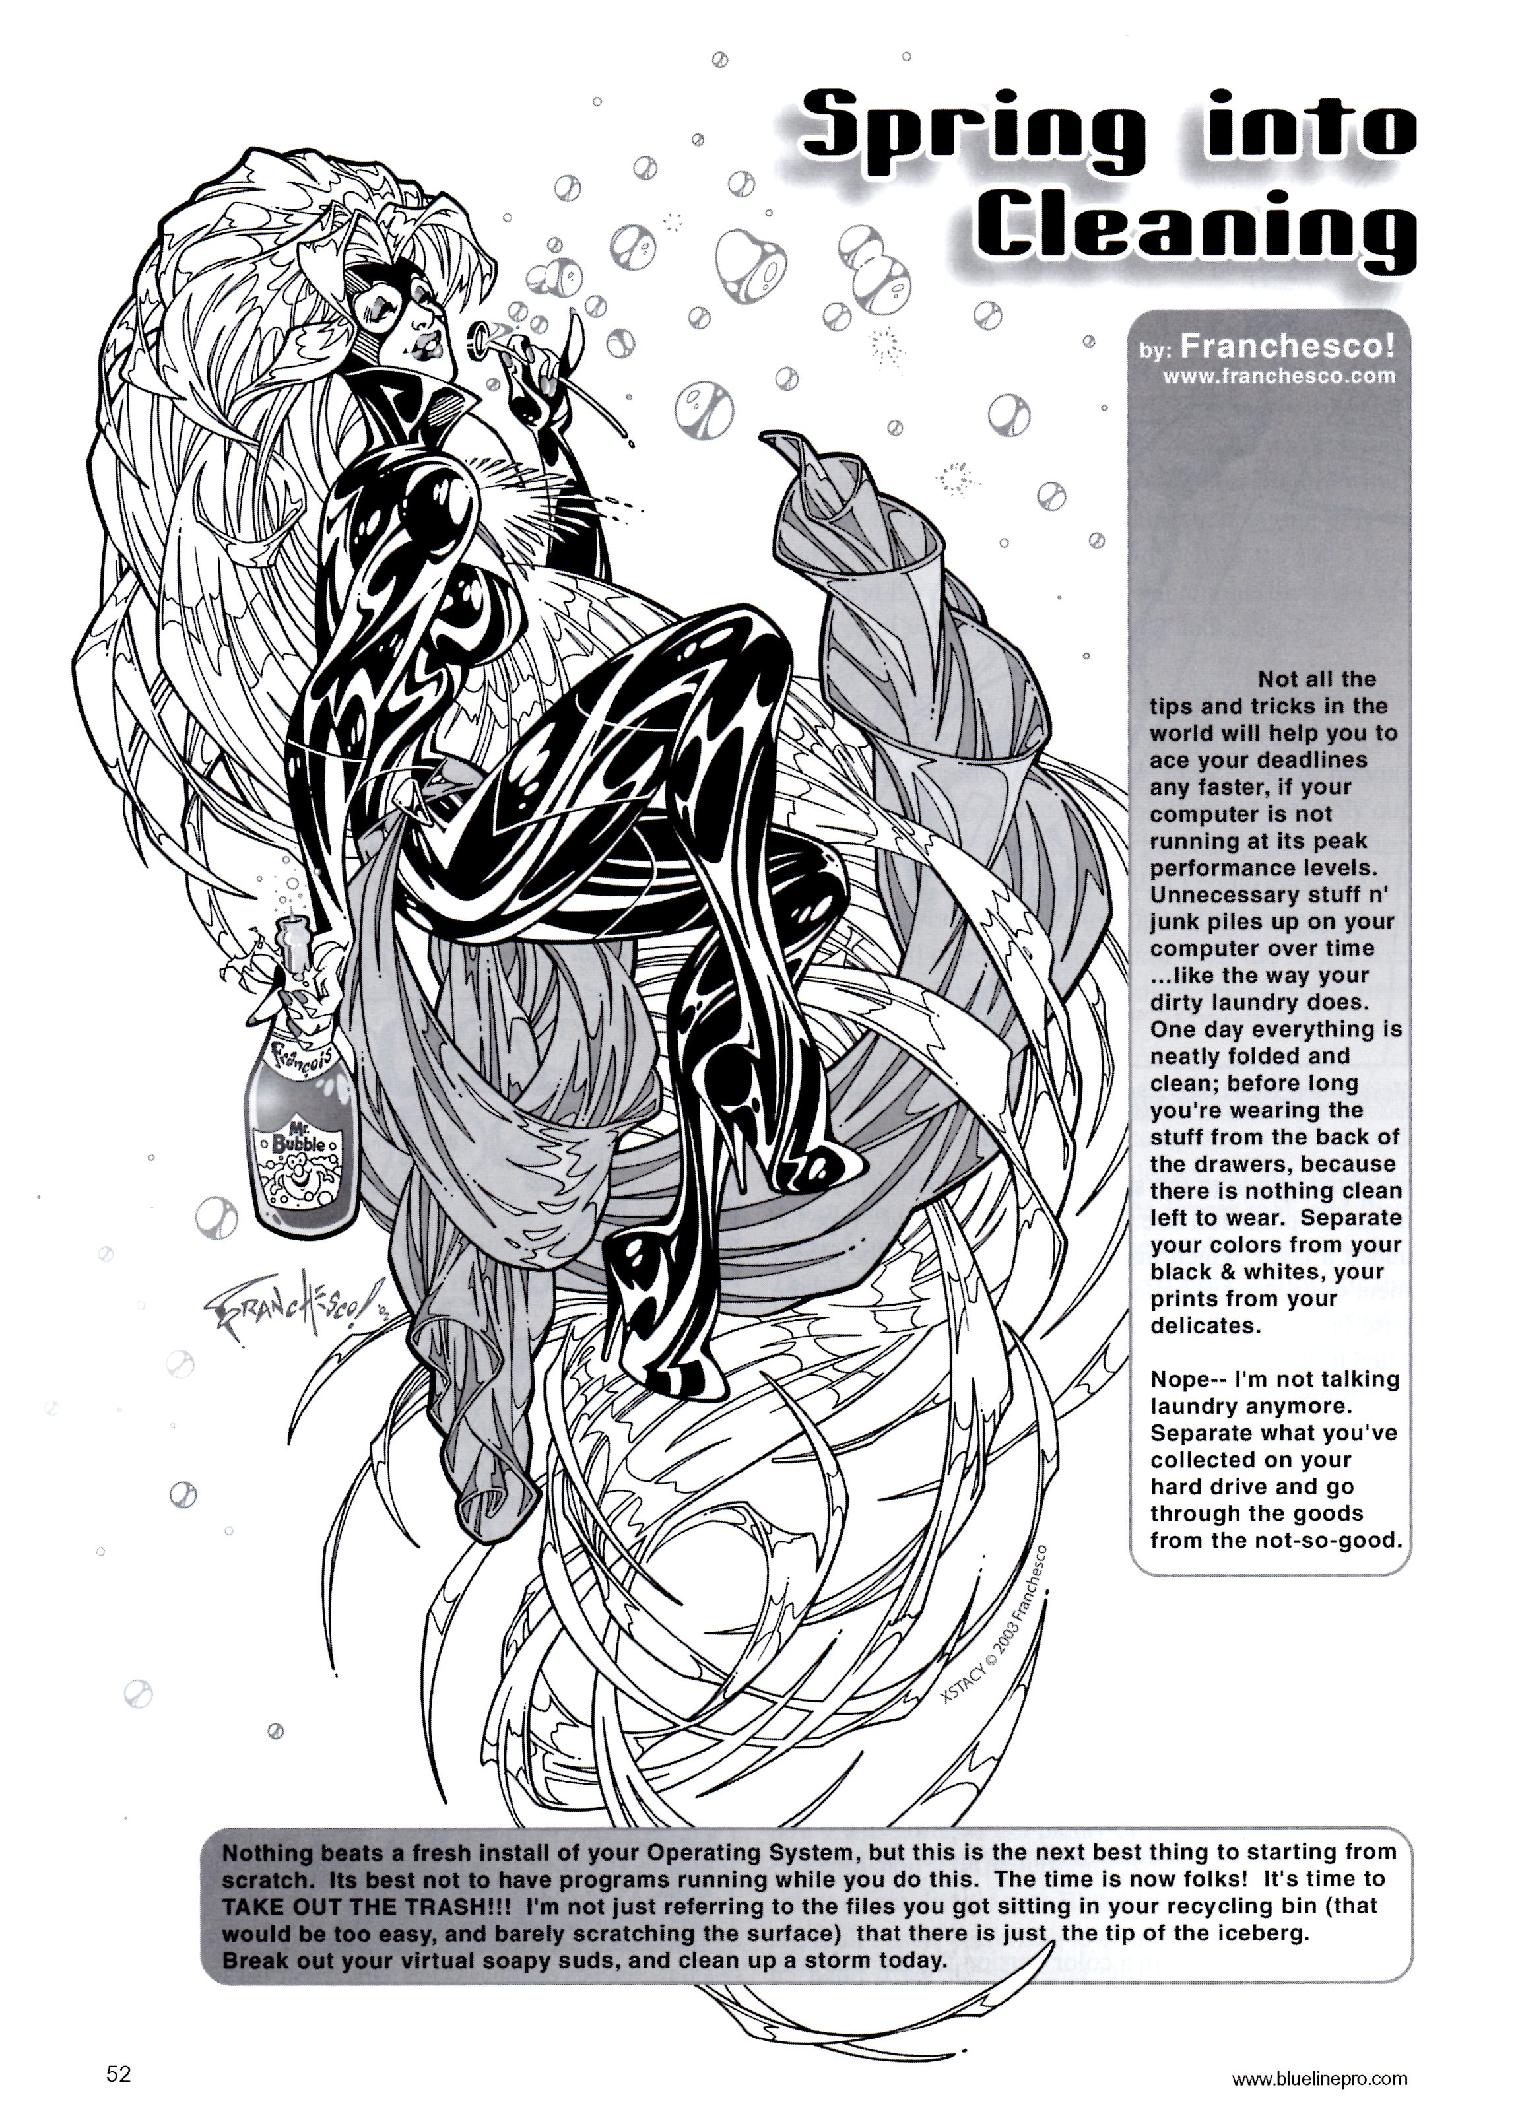 Spring into
Cleaning
by: Franchesco!
www.franchesco.com
Not all the
tips and tricks in the
world will help you to
ace your deadlines
any faster, if your
computer is not
running at its peak
performance levels.
Unnecessary stuff n'
junk piles up on your
computer over time
...like the way your
dirty laundry does.
One day everything is
neatly folded and
clean; before long
you're wearing the
stuff from the back of
the drawers, because
there is nothing clean
left to wear.  Separate
your colors from your
black & whites, your
prints from your
delicates.
Nope-- I'm not talking
laundry anymore.
Separate what you've
collected on your
hard drive and go
through the goods
from the not-so-good.
François
Mr.
Bubble
FRANCHESCO!
XSTACY © 2003 Franchesco
Nothing beats a fresh install of your Operating System, but this is the next best thing to starting from
scratch.  Its best not to have programs running while you do this.  The time is now folks!  It's time to
TAKE OUT THE TRASH!!!  I'm not just referring to the files you got sitting in your recycling bin (that
would be too easy, and barely scratching the surface)  that there is just the tip of the iceberg.
Break out your virtual soapy suds, and clean up a storm today.
52
www.bluelinepro.com